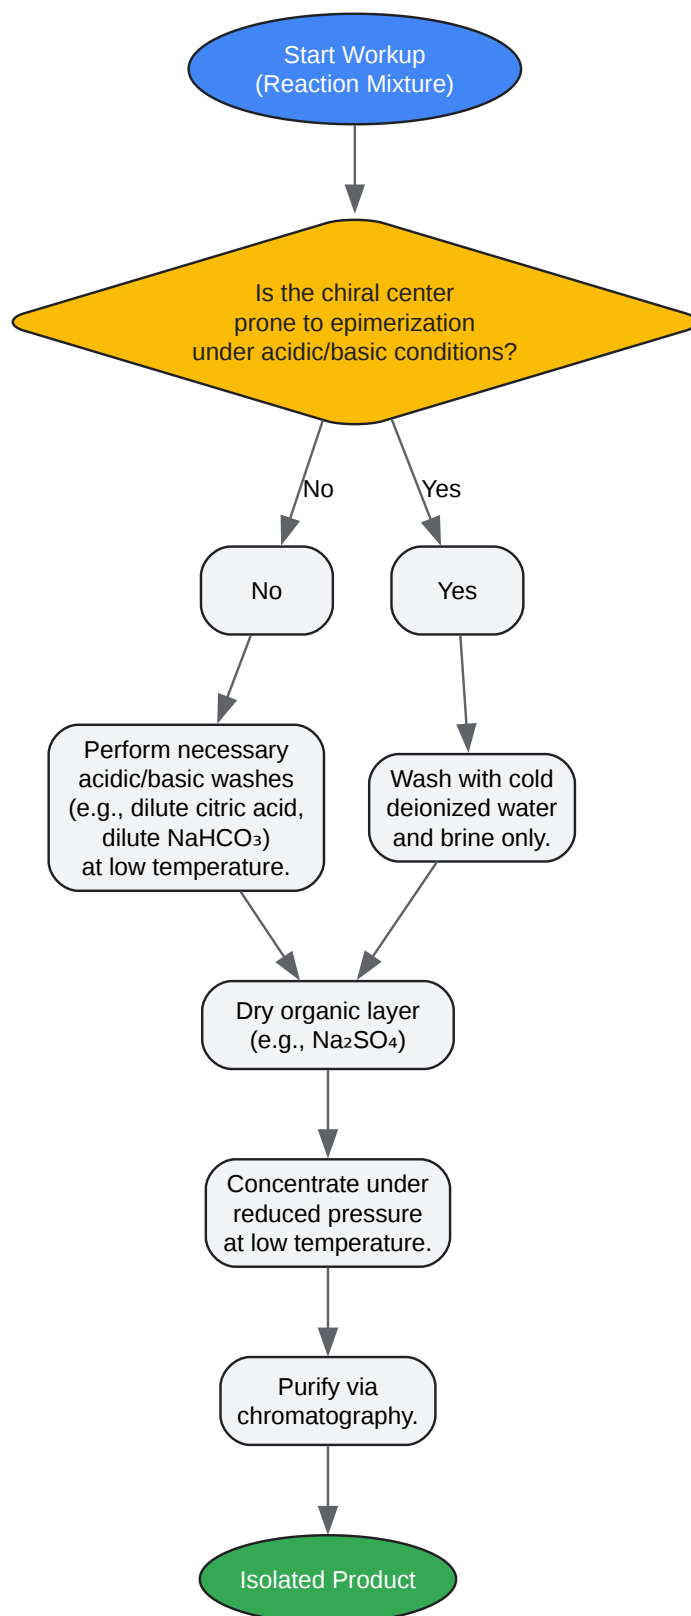 Start Workup
(Reaction Mixture)
Is the chiral center
prone to epimerization
under acidic/basic conditions?
No
Yes
No
Yes
Perform necessary
acidic/basic washes
(e.g., dilute citric acid,
dilute NaHCO₃)
at low temperature.
Wash with cold
deionized water
and brine only.
Dry organic layer
(e.g., Na₂SO₄)
Concentrate under
reduced pressure
at low temperature.
Purify via
chromatography.
Isolated Product